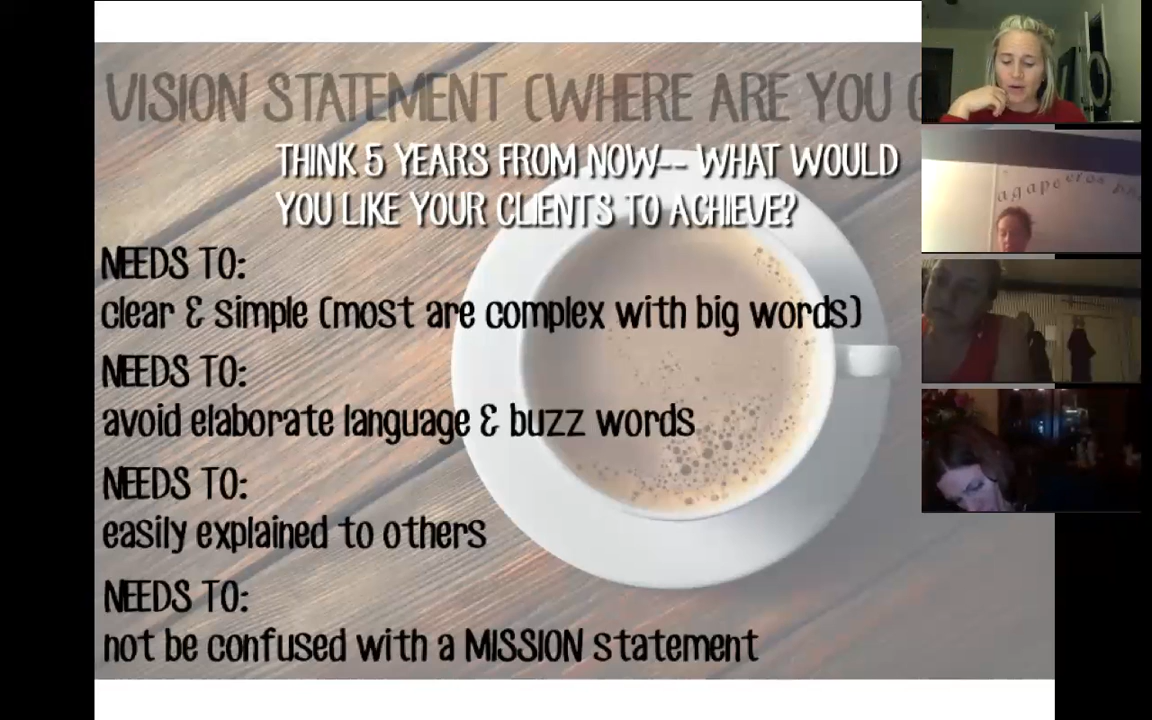 VISION STATEMENT (WHERE ARE YOU
THINK 5 YEARS FROM NOW-- WHAT WOULD
YOU LIKE YOUR CLIENTS TO ACHIEVE?
NEEDS TO:
clear & simple (most are complex with big words)
NEEDS TO:
avoid elaborate language & buzz words
NEEDS TO:
easily explained to others
NEEDS TO:
not be confused with a MISSION statement